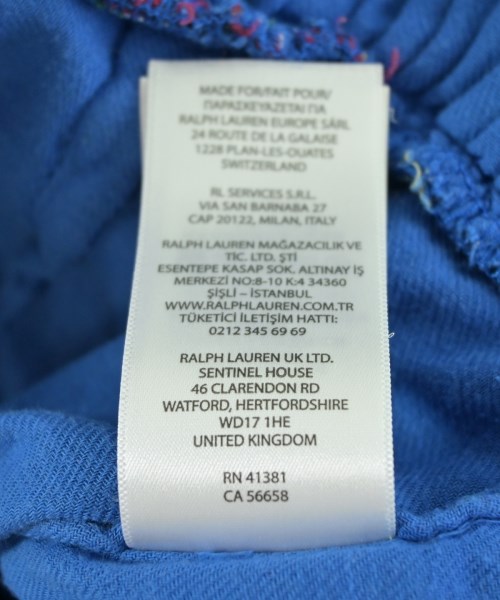 MADE FOR/FAIT POUR/
ΠΑΡΑΣΚΕΥΑΖΕΤΑΙ ΓΙΑ
RALPH LAUREN EUROPE SÀRL
24 ROUTE DE LA GALAISE
1228 PLAN-LES-OUATES
SWITZERLAND
RL SERVICES S.R.L.
VIA SAN BARNABA 27
CAP 20122, MILAN, ITALY
RALPH LAUREN MAĞAZACILIK VE
TİC. LTD. ŞTİ
ESENTEPE KASAP SOK. ALTINAY İŞ
MERKEZİ NO:8-10 K:4 34360
ŞİŞLİ – İSTANBUL
WWW.RALPHLAUREN.COM.TR
TÜKETİCİ İLETİŞİM HATTI:
0212 345 69 69
RALPH LAUREN UK LTD.
SENTINEL HOUSE
46 CLARENDON RD
WATFORD, HERTFORDSHIRE
WD17 1HE
UNITED KINGDOM
RN 41381
CA 56658